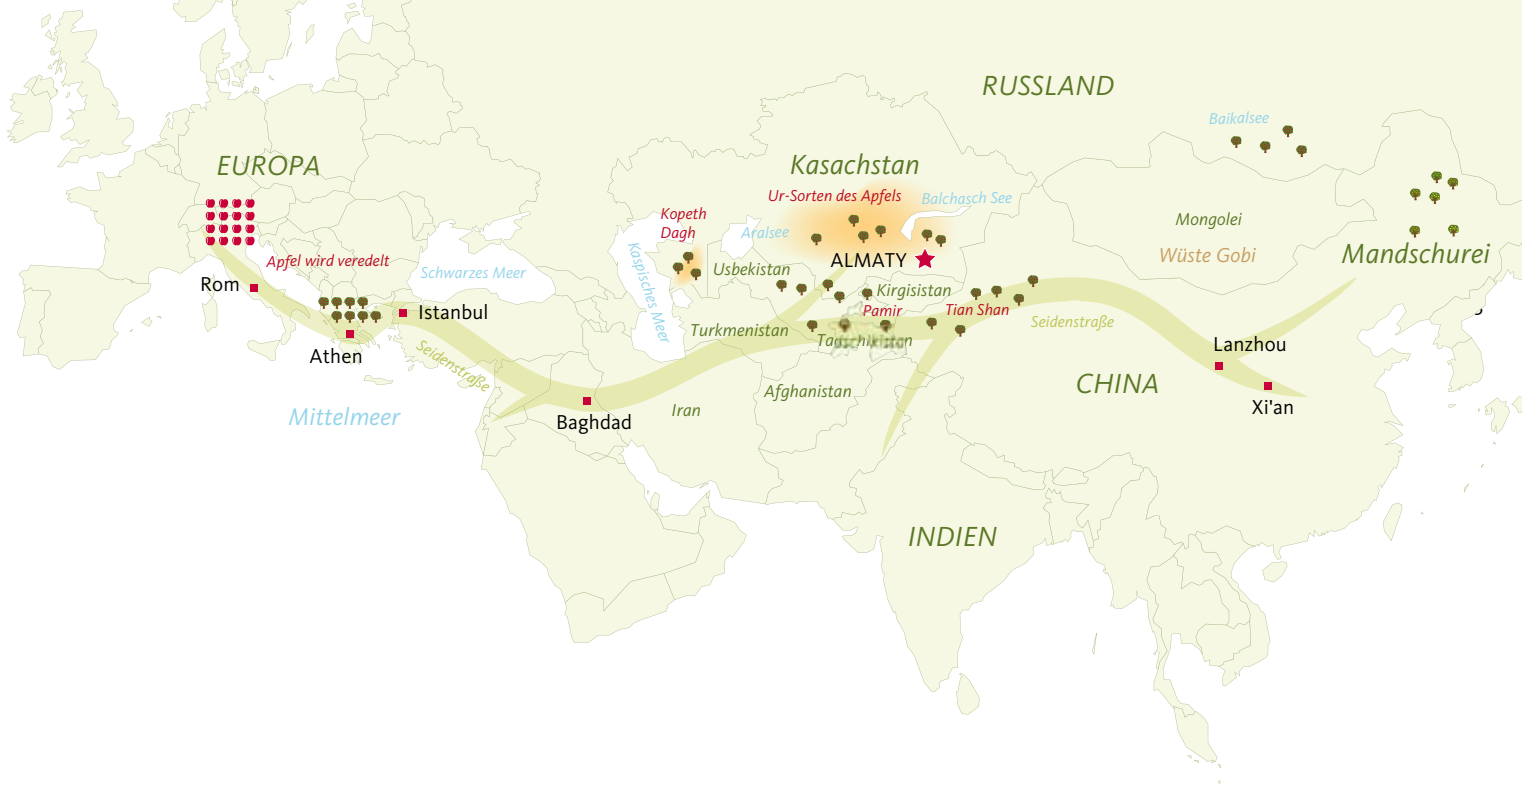 RUSSLAND
Baikalsee
EUROPA
Kasachstan
Ur-Sorten des Apfels
Balchasch See
Kopeth
Dagh
Aralsee
Mongolei
Wüste Gobi
Mandschurei
Apfel wird veredelt
Schwarzes Meer
Kaspisches Meer
Usbekistan
ALMATY
Rom
Istanbul
Kirgisistan
Pamir
Tian Shan
Seidenstraße
Turkmenistan
Tadschikistan
Athen
Seidenstraße
Lanzhou
Mittelmeer
Baghdad
Iran
Afghanistan
CHINA
Xi'an
INDIEN